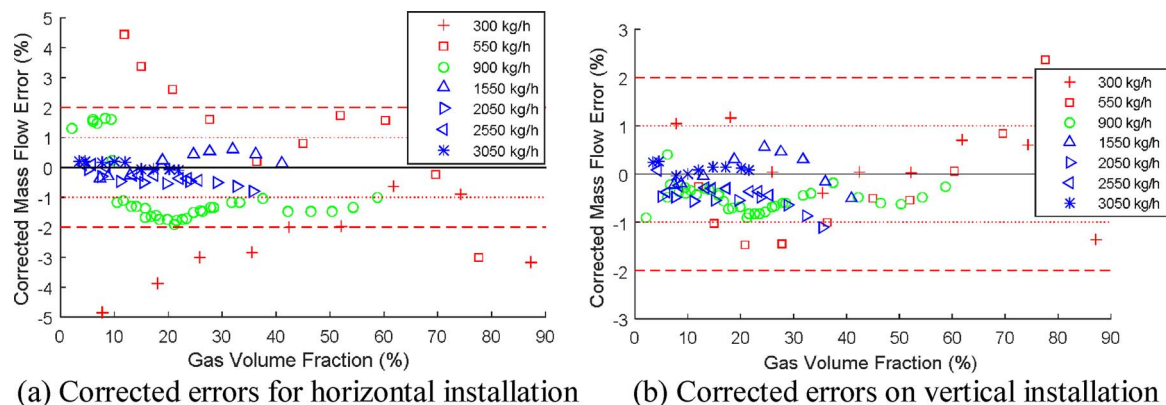 5
4
3
2
1
0
-1
-2
-3
-4
-5
Corrected Mass Flow Error (%)
300 kg/h
550 kg/h
900 kg/h
1550 kg/h
2050 kg/h
2550 kg/h
3050 kg/h
0 10 20 30 40 50 60 70 80 90
Gas Volume Fraction (%)
(a) Corrected errors for horizontal installation
3
2
1
0
-1
-2
-3
Corrected Mass Flow Error (%)
300 kg/h
550 kg/h
900 kg/h
1550 kg/h
2050 kg/h
2550 kg/h
3050 kg/h
0 10 20 30 40 50 60 70 80 90
Gas Volume Fraction (%)
(b) Corrected errors on vertical installation